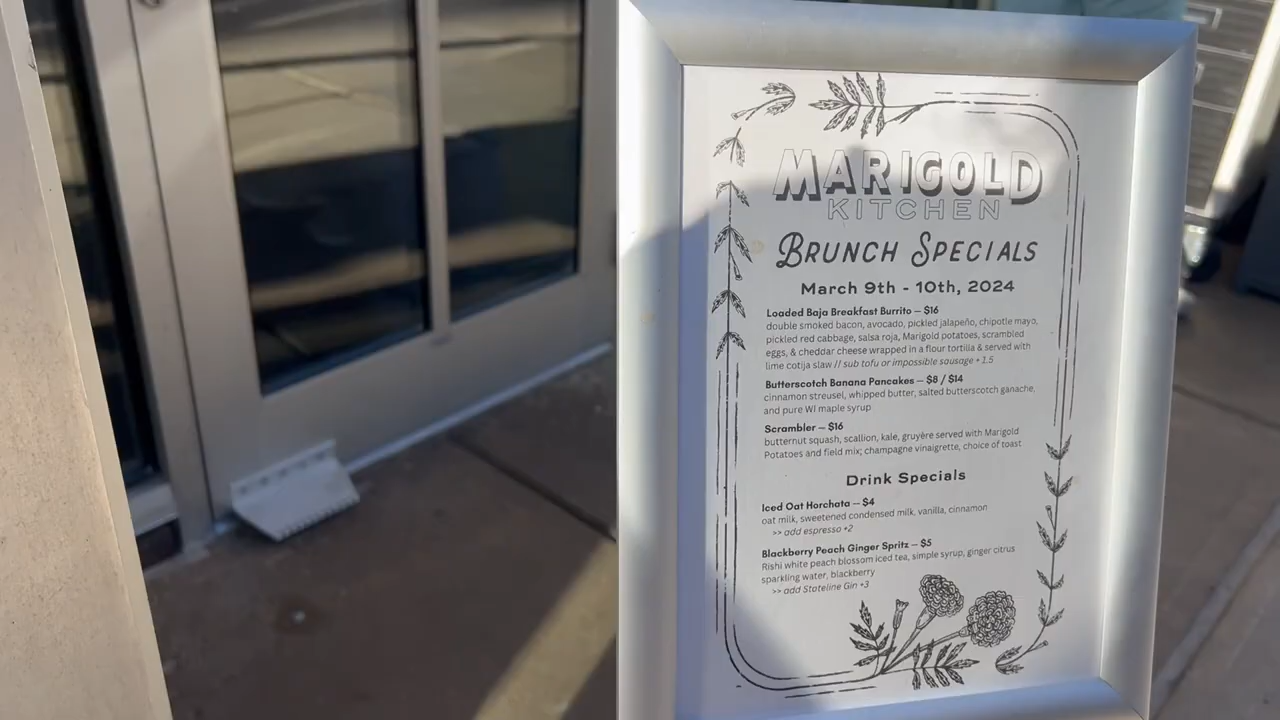 MARIGOLD
KITCHEN
BRUNCH SPECIALS
March 9th - 10th, 2024
Loaded Baja Breakfast Burrito — $16
double smoked bacon, avocado, pickled jalapeño, chipotle mayo,
pickled red cabbage, salsa roja, Marigold potatoes, scrambled
eggs, & cheddar cheese wrapped in a flour tortilla & served with
lime cotija slaw // sub tofu or impossible sausage +1.5
Butterscotch Banana Pancakes — $8 / $14
cinnamon streusel, whipped butter, salted butterscotch ganache,
and pure WI maple syrup
Scrambler — $16
butternut squash, scallion, kale, gruyère served with Marigold
Potatoes and field mix; champagne vinaigrette, choice of toast
Drink Specials
Iced Oat Horchata — $4
oat milk, sweetened condensed milk, vanilla, cinnamon
>> add espresso +2
Blackberry Peach Ginger Spritz — $5
Rishi white peach blossom iced tea, simple syrup, ginger citrus
sparkling water, blackberry
>> add Stateline Gin +3